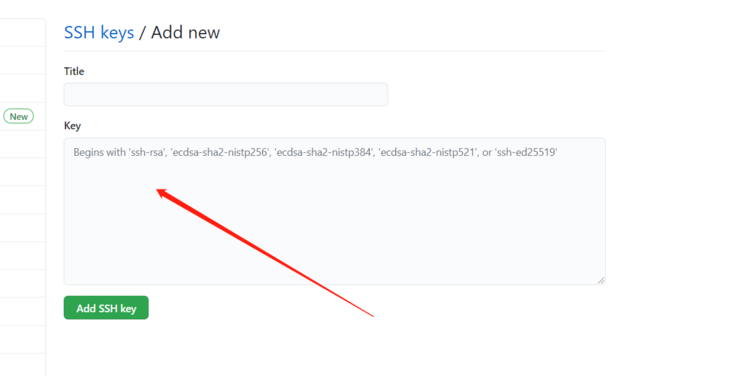 SSH keys / Add new
Title
New
Key
Begins with 'ssh-rsa', 'ecdsa-sha2-nistp256', 'ecdsa-sha2-nistp384', 'ecdsa-sha2-nistp521', or 'ssh-ed25519'
Add SSH key